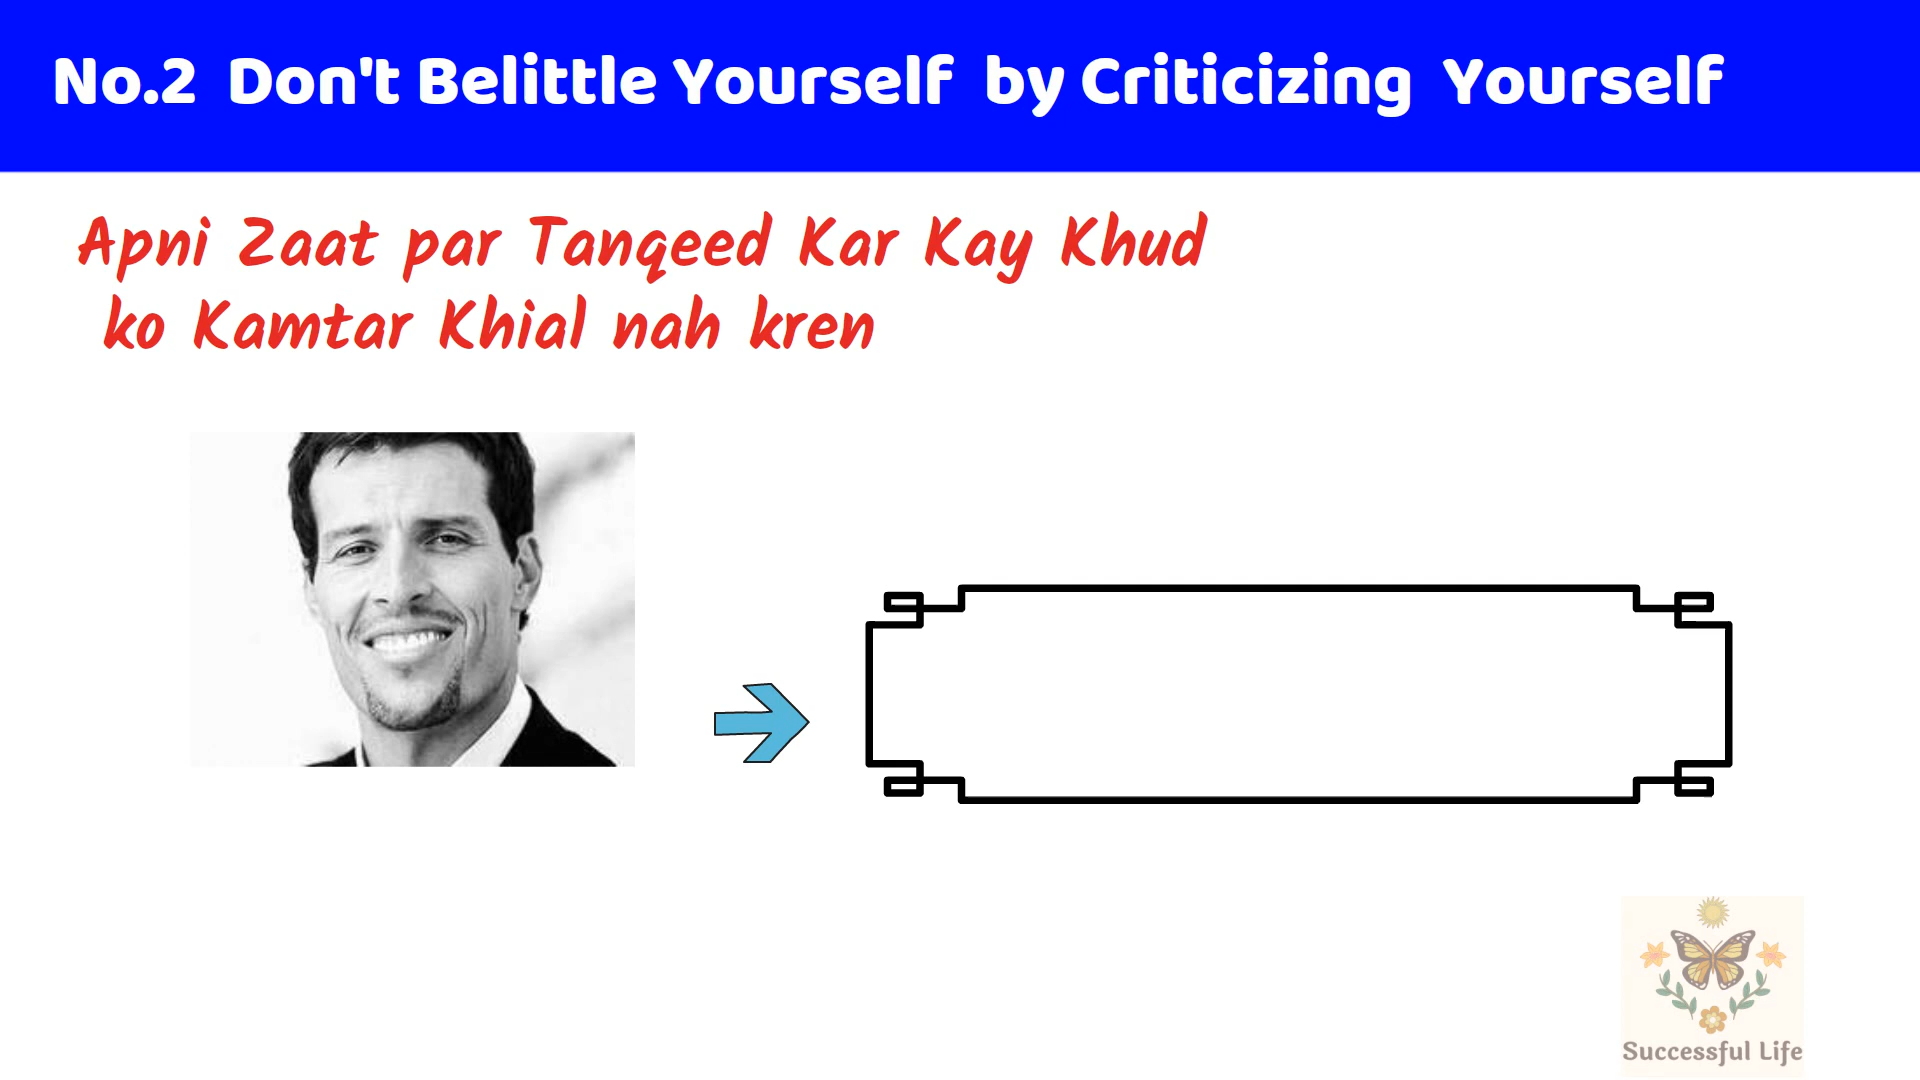 No.2 Don't Belittle Yourself by Criticizing Yourself
Apni Zaat par Tanqeed Kar Kay Khud
ko Kamtar Khial nah kren
Successful Life